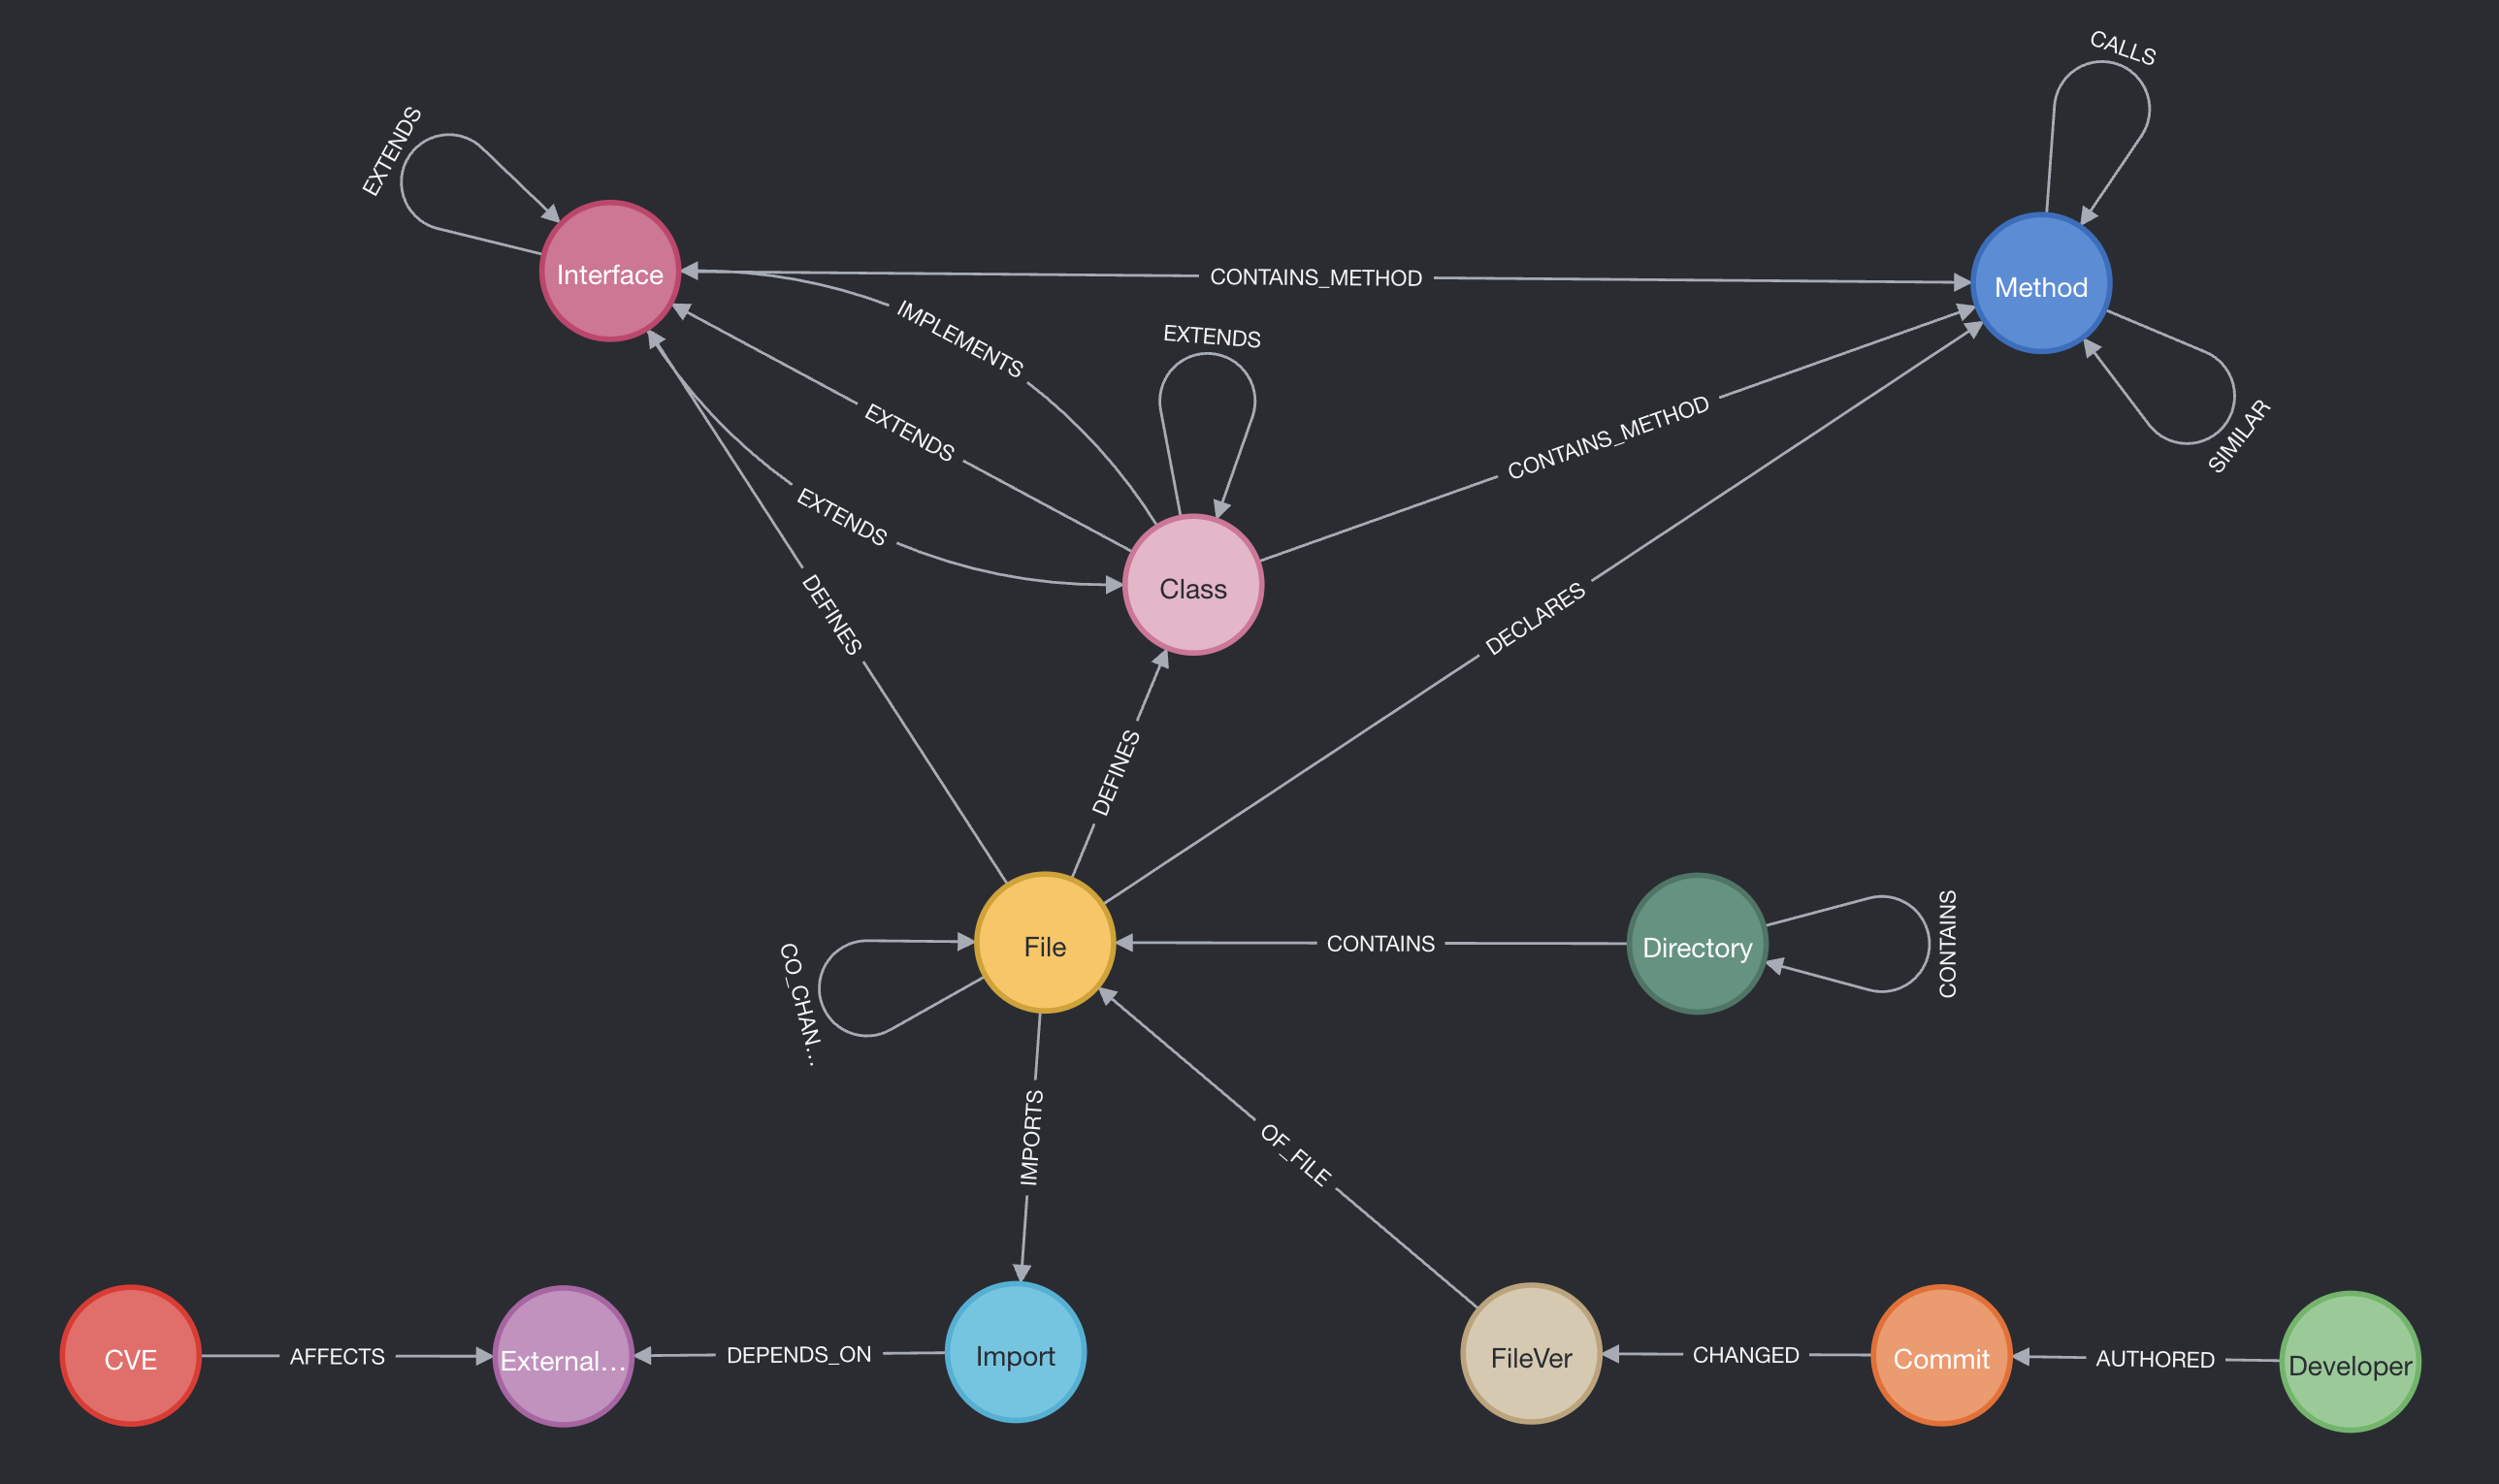 CALLS
EXTENDS
Interface
CONTAINS_METHOD
Method
IMPLEMENTS
EXTENDS
EXTENDS
CONTAINS_METHOD
SIMILAR
EXTENDS
Class
DEFINES
DECLARES
DEFINES
File
CONTAINS
Directory
CONTAINS
CO_CHAN...
IMPORTS
OF_FILE
CVE
AFFECTS
External...
DEPENDS_ON
Import
FileVer
CHANGED
Commit
AUTHORED
Developer